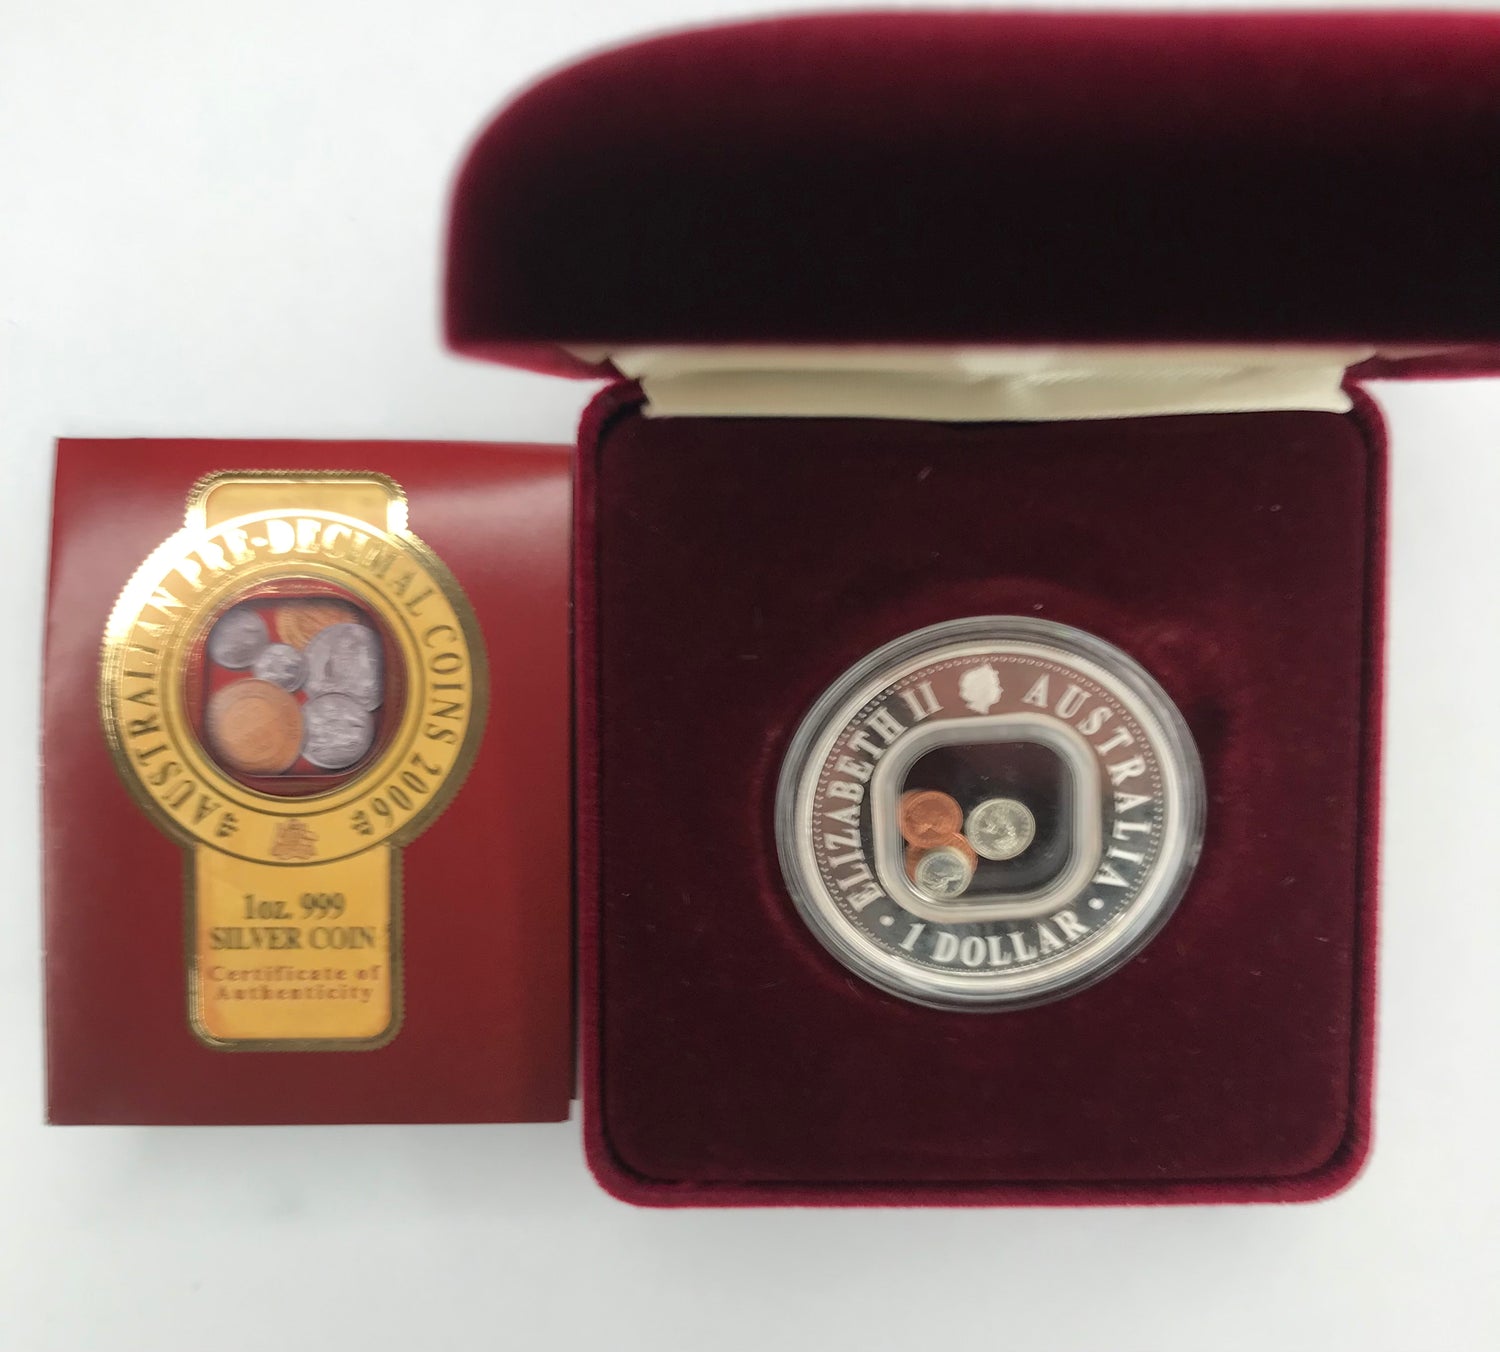 AUSTRALIAN PRE-DECIMAL COINS 2006
1oz. 999
SILVER COIN
Certificate of
Authenticity
ELIZABETH II AUSTRALIA
• 1 DOLLAR •